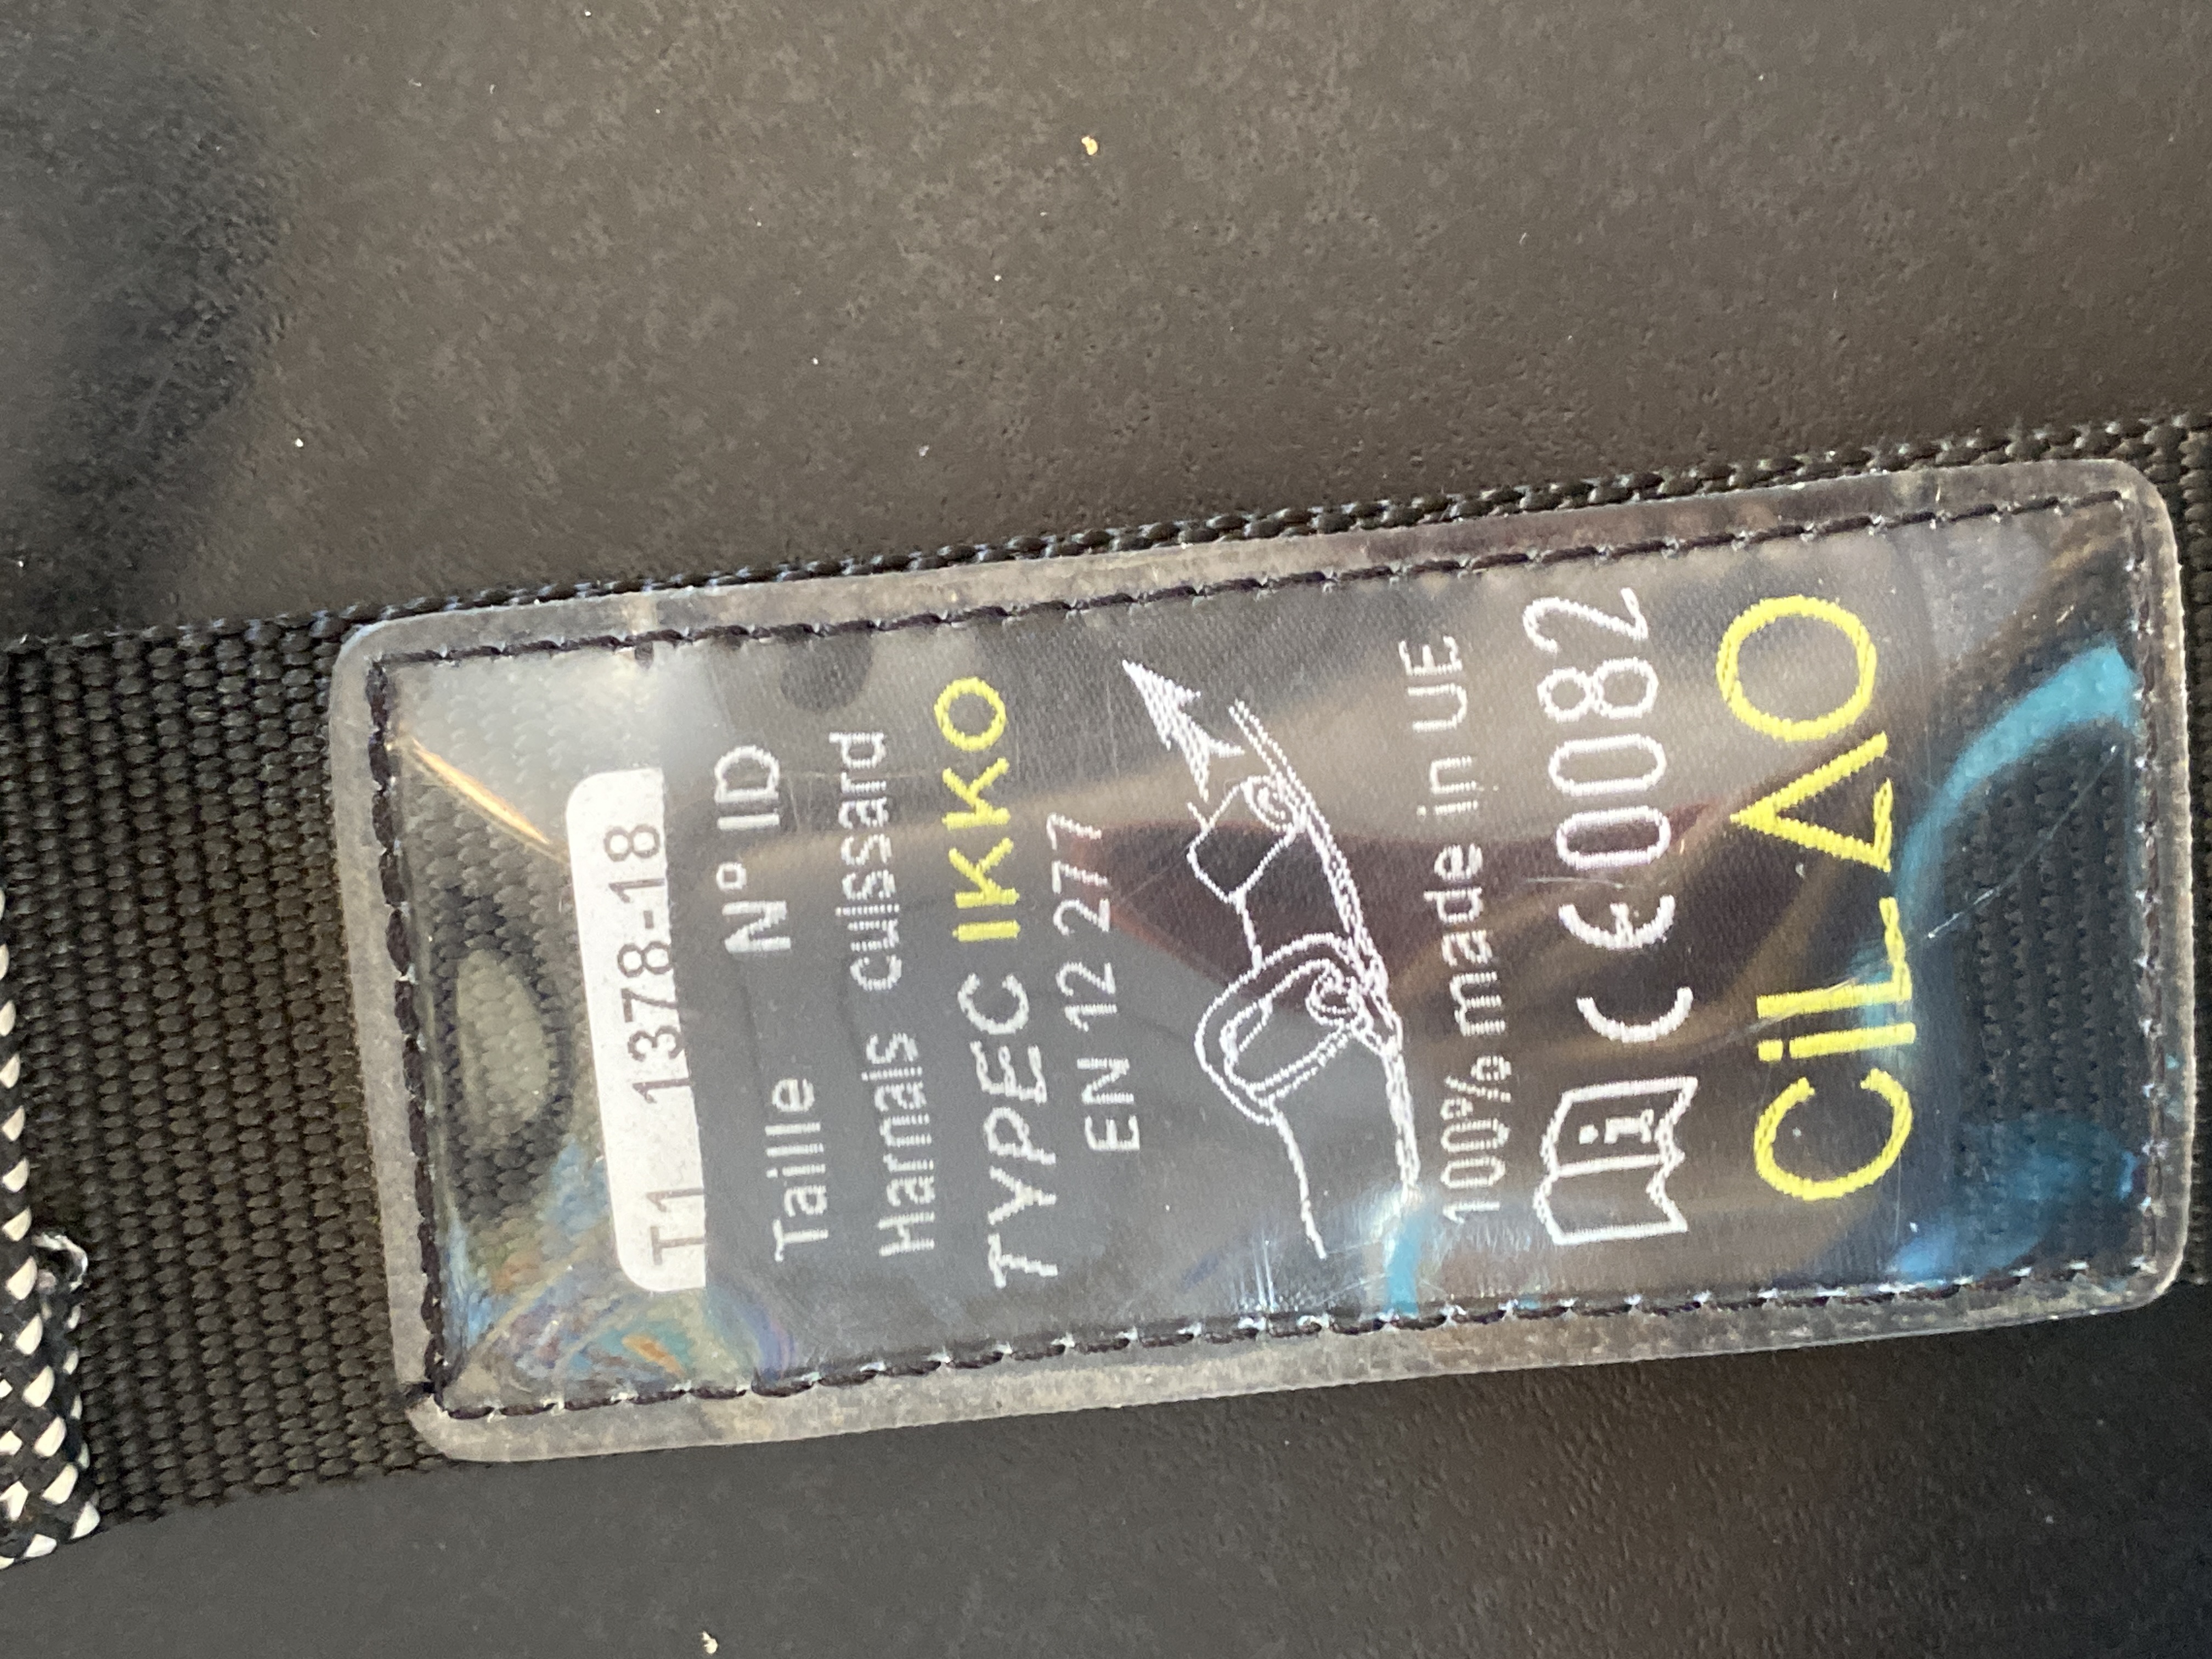 T1 1378-18
Taille N° ID
Harnais cuissard
TYPEC IKKO
EN 12 277
100% made in UE
i CE0082
CiLAO